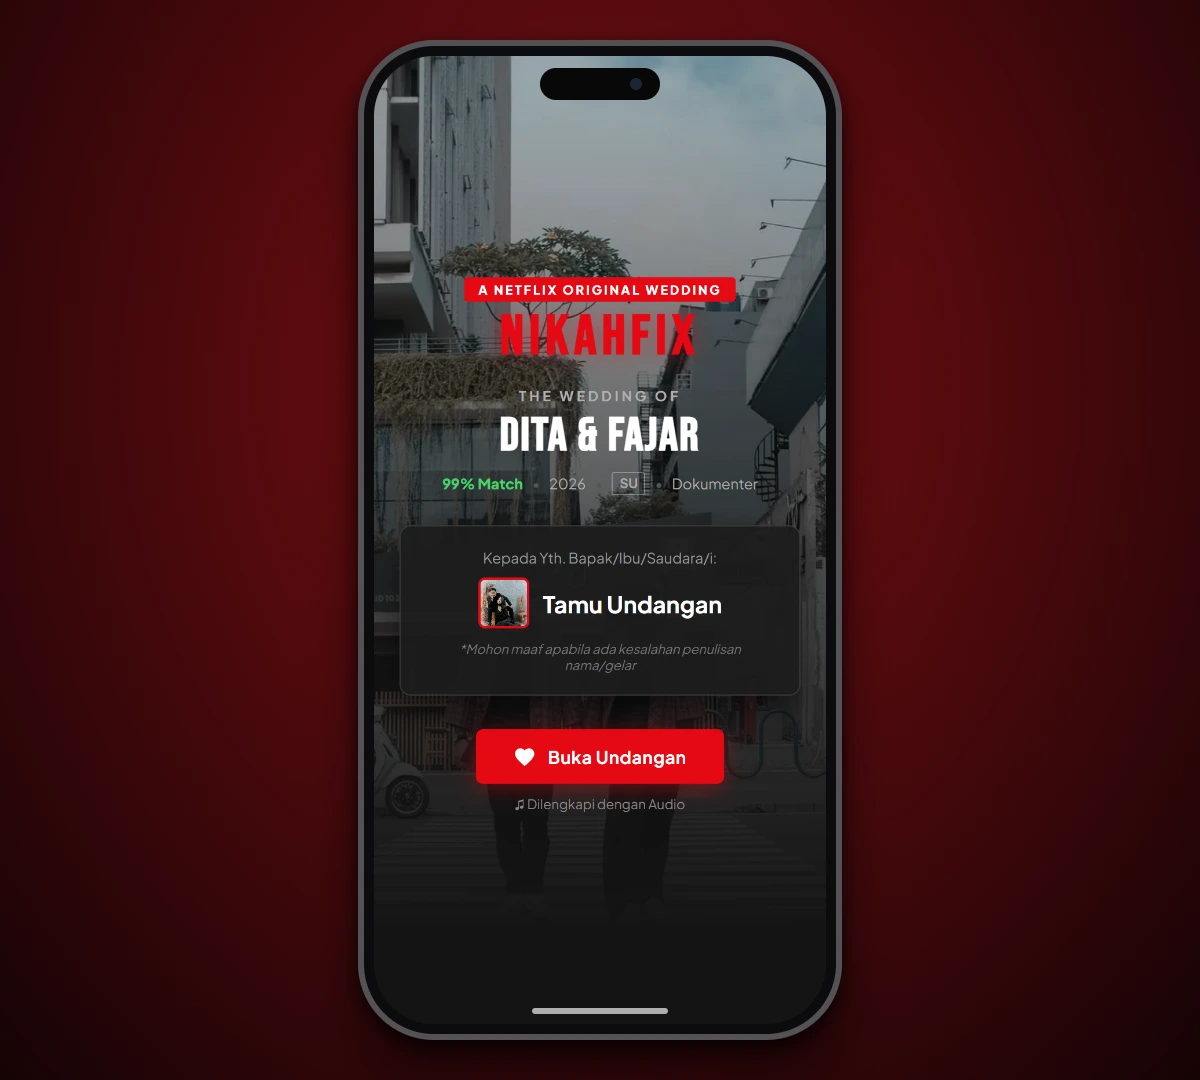 A NETFLIX ORIGINAL WEDDING
NIKAHFIX
THE WEDDING OF
DITA & FAJAR
99% Match • 2026 SU • Dokumenter
Kepada Yth. Bapak/Ibu/Saudara/i:
Tamu Undangan
*Mohon maaf apabila ada kesalahan penulisan
nama/gelar
Buka Undangan
♫ Dilengkapi dengan Audio